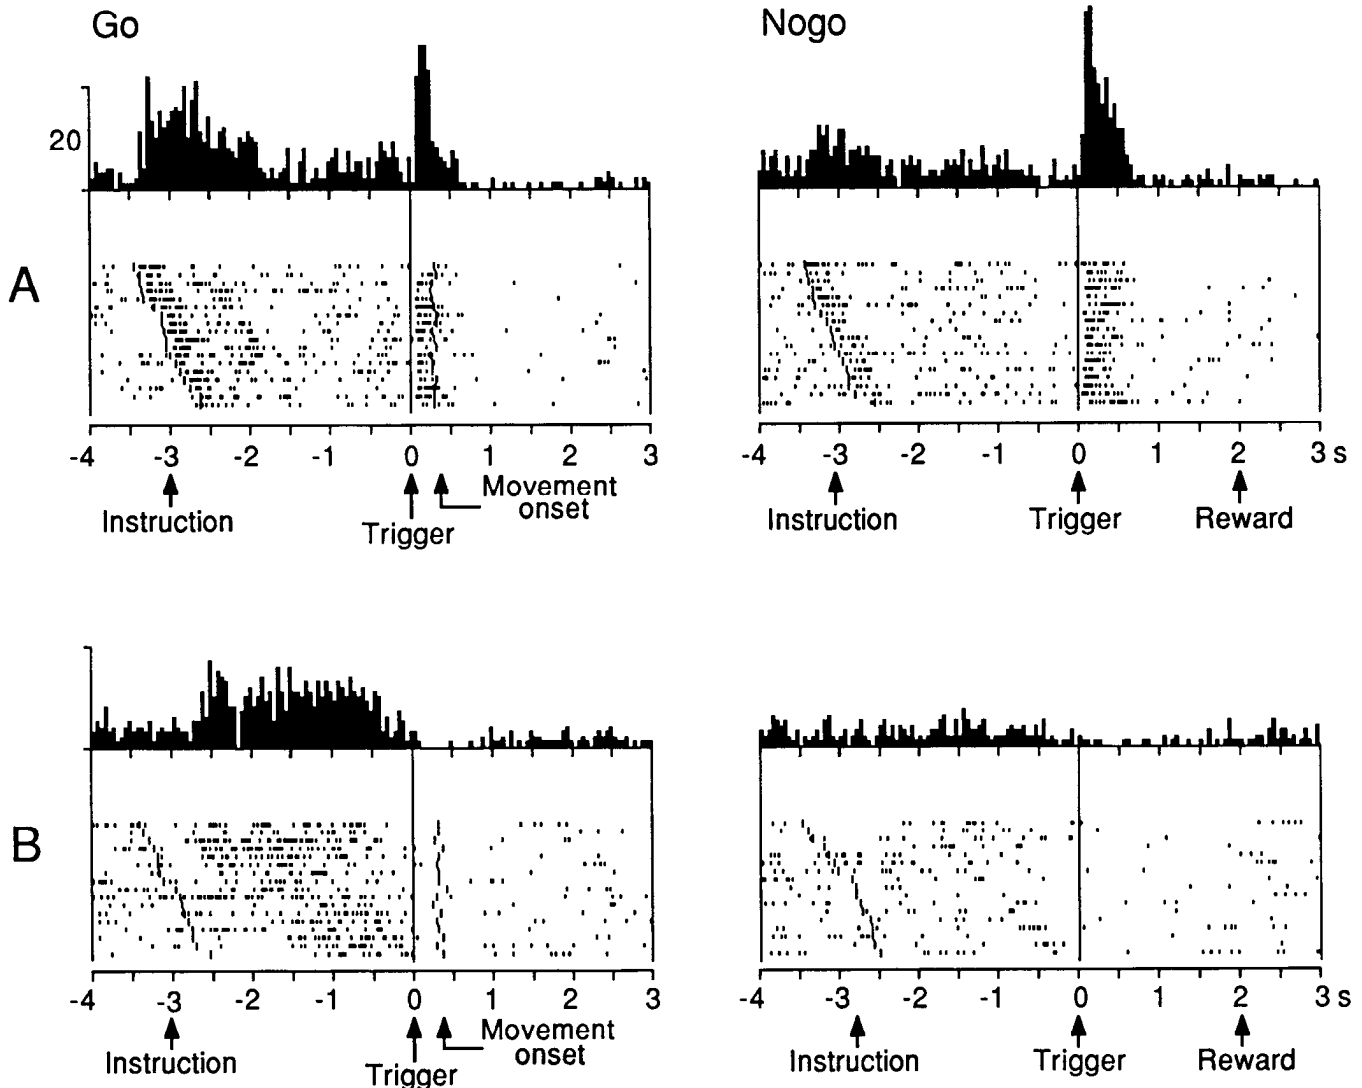 Go
Nogo
20
A
-4 -3 -2 -1 0 1 2 3
-4 -3 -2 -1 0 1 2 3 s
Instruction
Trigger
Movement
onset
Instruction
Trigger
Reward
B
-4 -3 -2 -1 0 1 2 3
-4 -3 -2 -1 0 1 2 3 s
Instruction
Trigger
Movement
onset
Instruction
Trigger
Reward